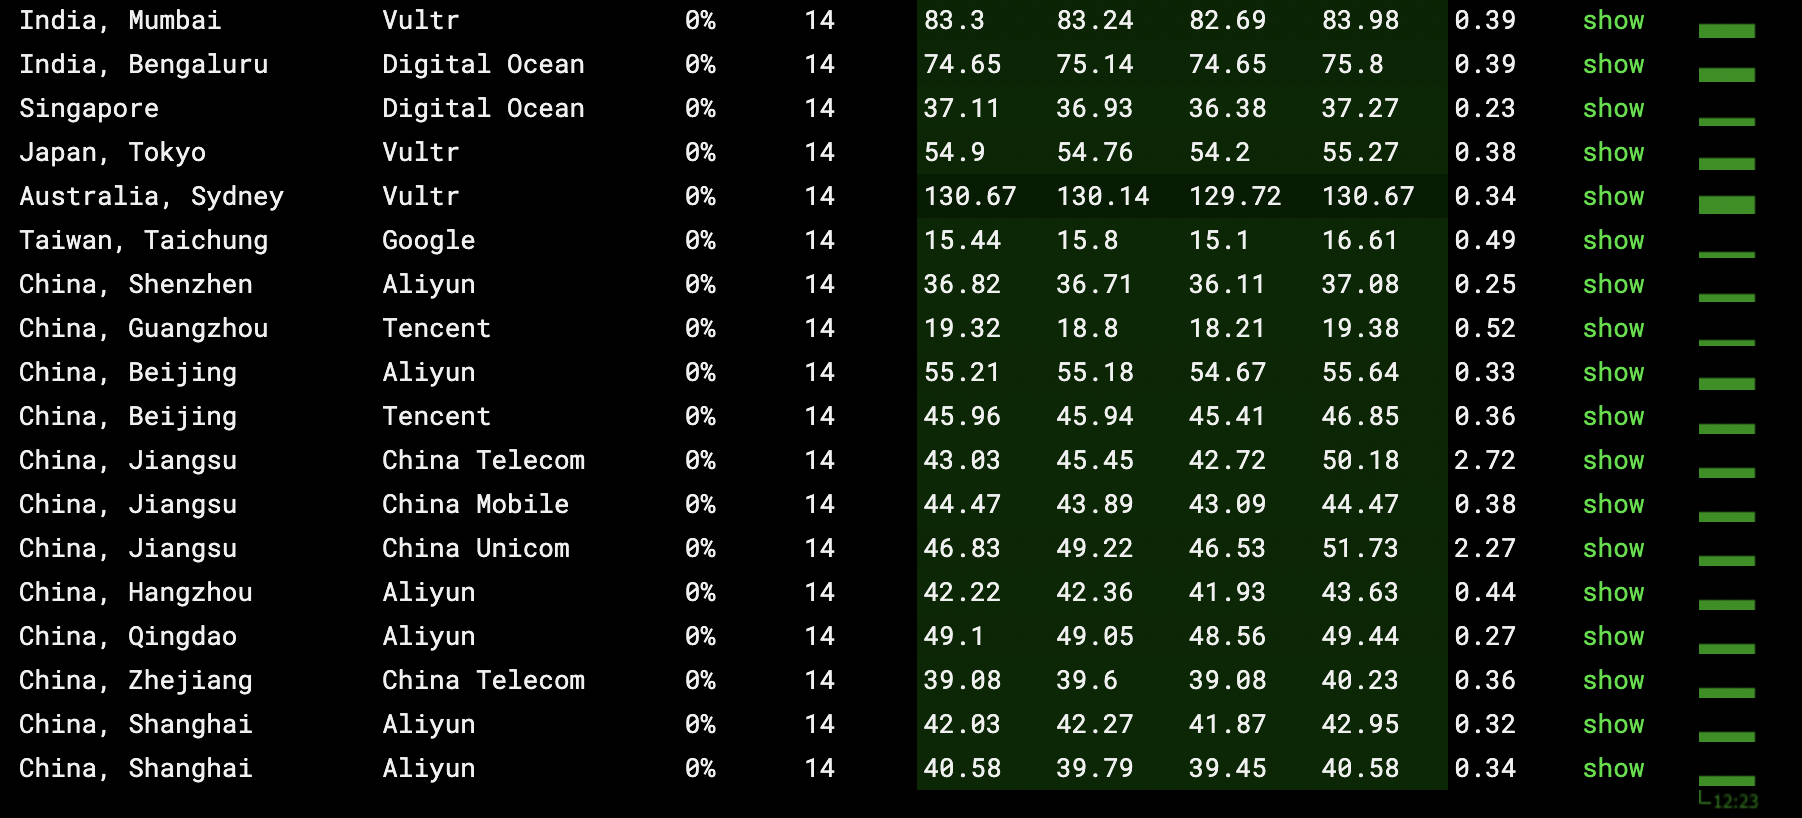 India, Mumbai Vultr 0% 14 83.3 83.24 82.69 83.98 0.39 show
India, Bengaluru Digital Ocean 0% 14 74.65 75.14 74.65 75.8 0.39 show
Singapore Digital Ocean 0% 14 37.11 36.93 36.38 37.27 0.23 show
Japan, Tokyo Vultr 0% 14 54.9 54.76 54.2 55.27 0.38 show
Australia, Sydney Vultr 0% 14 130.67 130.14 129.72 130.67 0.34 show
Taiwan, Taichung Google 0% 14 15.44 15.8 15.1 16.61 0.49 show
China, Shenzhen Aliyun 0% 14 36.82 36.71 36.11 37.08 0.25 show
China, Guangzhou Tencent 0% 14 19.32 18.8 18.21 19.38 0.52 show
China, Beijing Aliyun 0% 14 55.21 55.18 54.67 55.64 0.33 show
China, Beijing Tencent 0% 14 45.96 45.94 45.41 46.85 0.36 show
China, Jiangsu China Telecom 0% 14 43.03 45.45 42.72 50.18 2.72 show
China, Jiangsu China Mobile 0% 14 44.47 43.89 43.09 44.47 0.38 show
China, Jiangsu China Unicom 0% 14 46.83 49.22 46.53 51.73 2.27 show
China, Hangzhou Aliyun 0% 14 42.22 42.36 41.93 43.63 0.44 show
China, Qingdao Aliyun 0% 14 49.1 49.05 48.56 49.44 0.27 show
China, Zhejiang China Telecom 0% 14 39.08 39.6 39.08 40.23 0.36 show
China, Shanghai Aliyun 0% 14 42.03 42.27 41.87 42.95 0.32 show
China, Shanghai Aliyun 0% 14 40.58 39.79 39.45 40.58 0.34 show
12:23